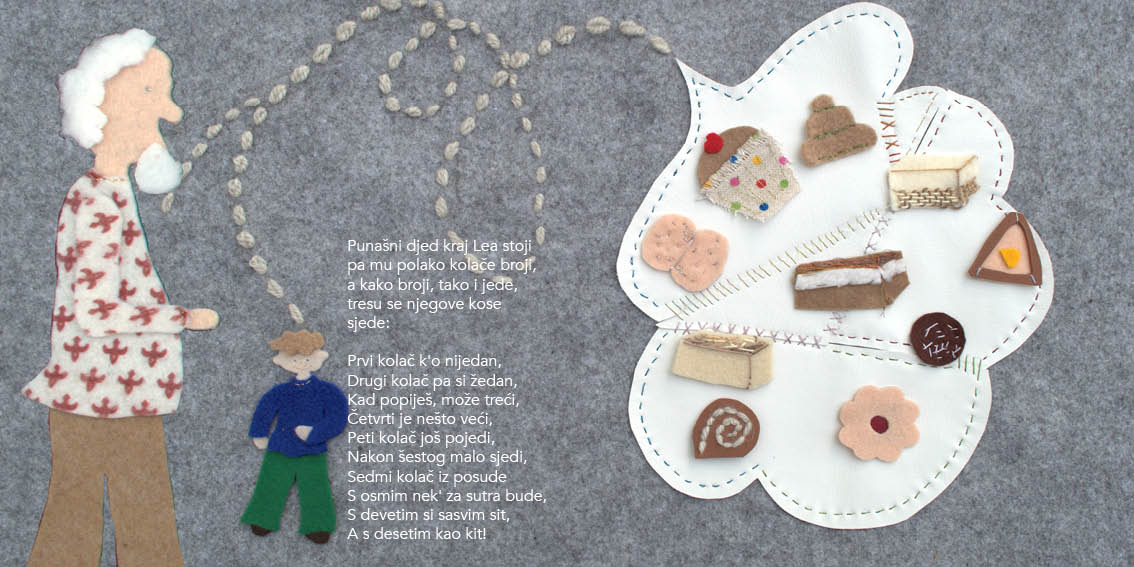 Punašni djed kraj Lea stoji
pa mu polako kolače broji,
a kako broji, tako i jede,
tresu se njegove kose
sjede:
Prvi kolač k'o nijedan,
Drugi kolač pa si žedan,
Kad popiješ, može treći,
Četvrti je nešto veći,
Peti kolač još pojedi,
Nakon šestog malo sjedi,
Sedmi kolač iz posude
S osmim nek' za sutra bude,
S devetim si sasvim sit,
A s desetim kao kit!